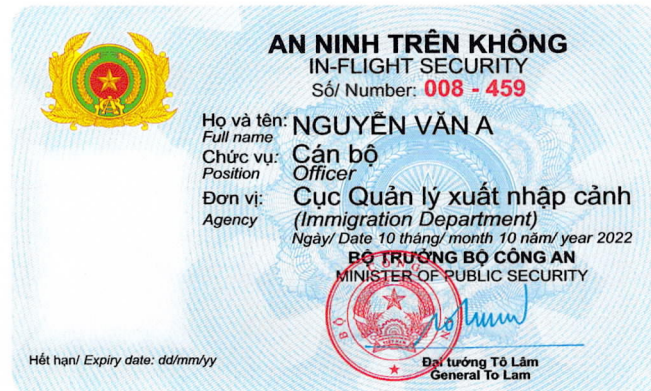 AN NINH TRÊN KHÔNG
IN-FLIGHT SECURITY
Số/ Number: 008 - 459
Họ và tên: NGUYỄN VĂN A
Full name
Chức vụ: Cán bộ
Position Officer
Đơn vị: Cục Quản lý xuất nhập cảnh
Agency (Immigration Department)
Ngày/ Date 10 tháng/ month 10 năm/ year 2022
BỘ TRƯỞNG BỘ CÔNG AN
MINISTER OF PUBLIC SECURITY
Hết hạn/ Expiry date: dd/mm/yy
Đại tướng Tô Lâm
General To Lam